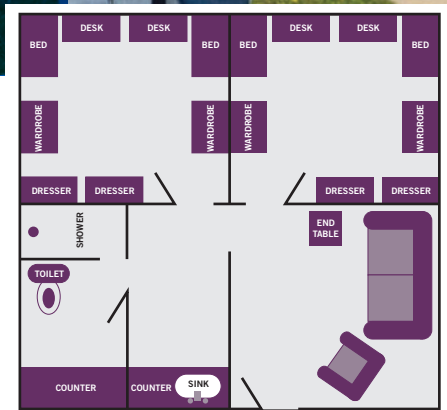 DESK
DESK
DESK
DESK
BED
BED
BED
BED
WARDROBE
WARDROBE
WARDROBE
WARDROBE
DRESSER
DRESSER
DRESSER
DRESSER
SHOWER
END
TABLE
TOILET
COUNTER
COUNTER
SINK